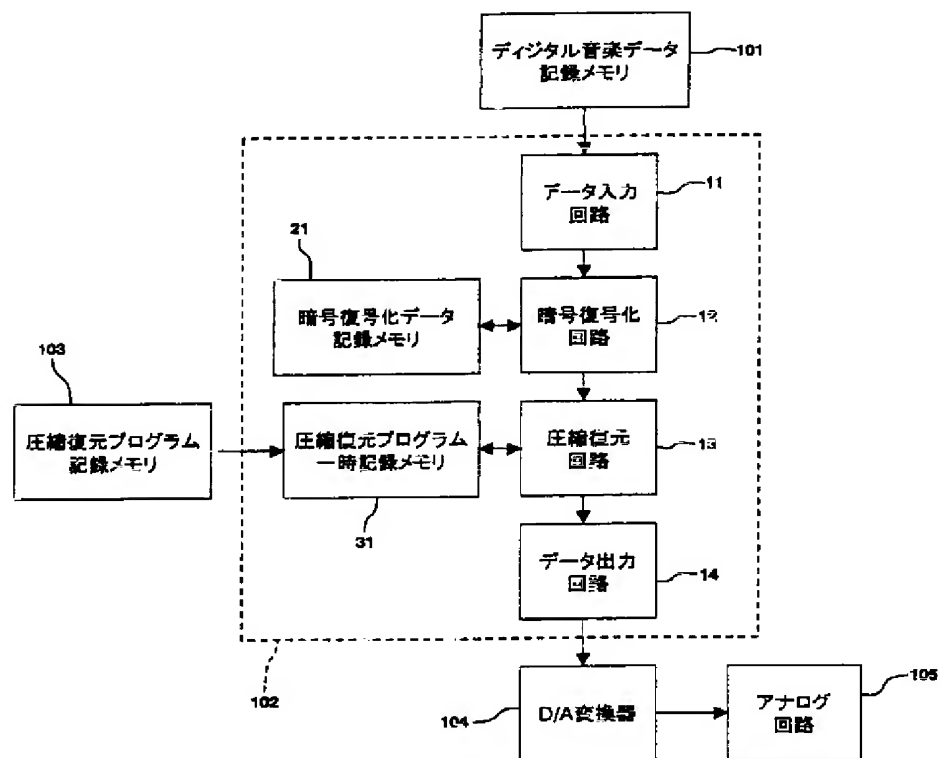 ディジタル音楽データ
記録メモリ
101
データ入力
回路
11
21
暗号復号化データ
記録メモリ
暗号復号化
回路
12
103
圧縮復元プログラム
記録メモリ
圧縮復元プログラム
一時記録メモリ
圧縮復元
回路
13
31
データ出力
回路
14
102
104
D/A変換器
アナログ
回路
105